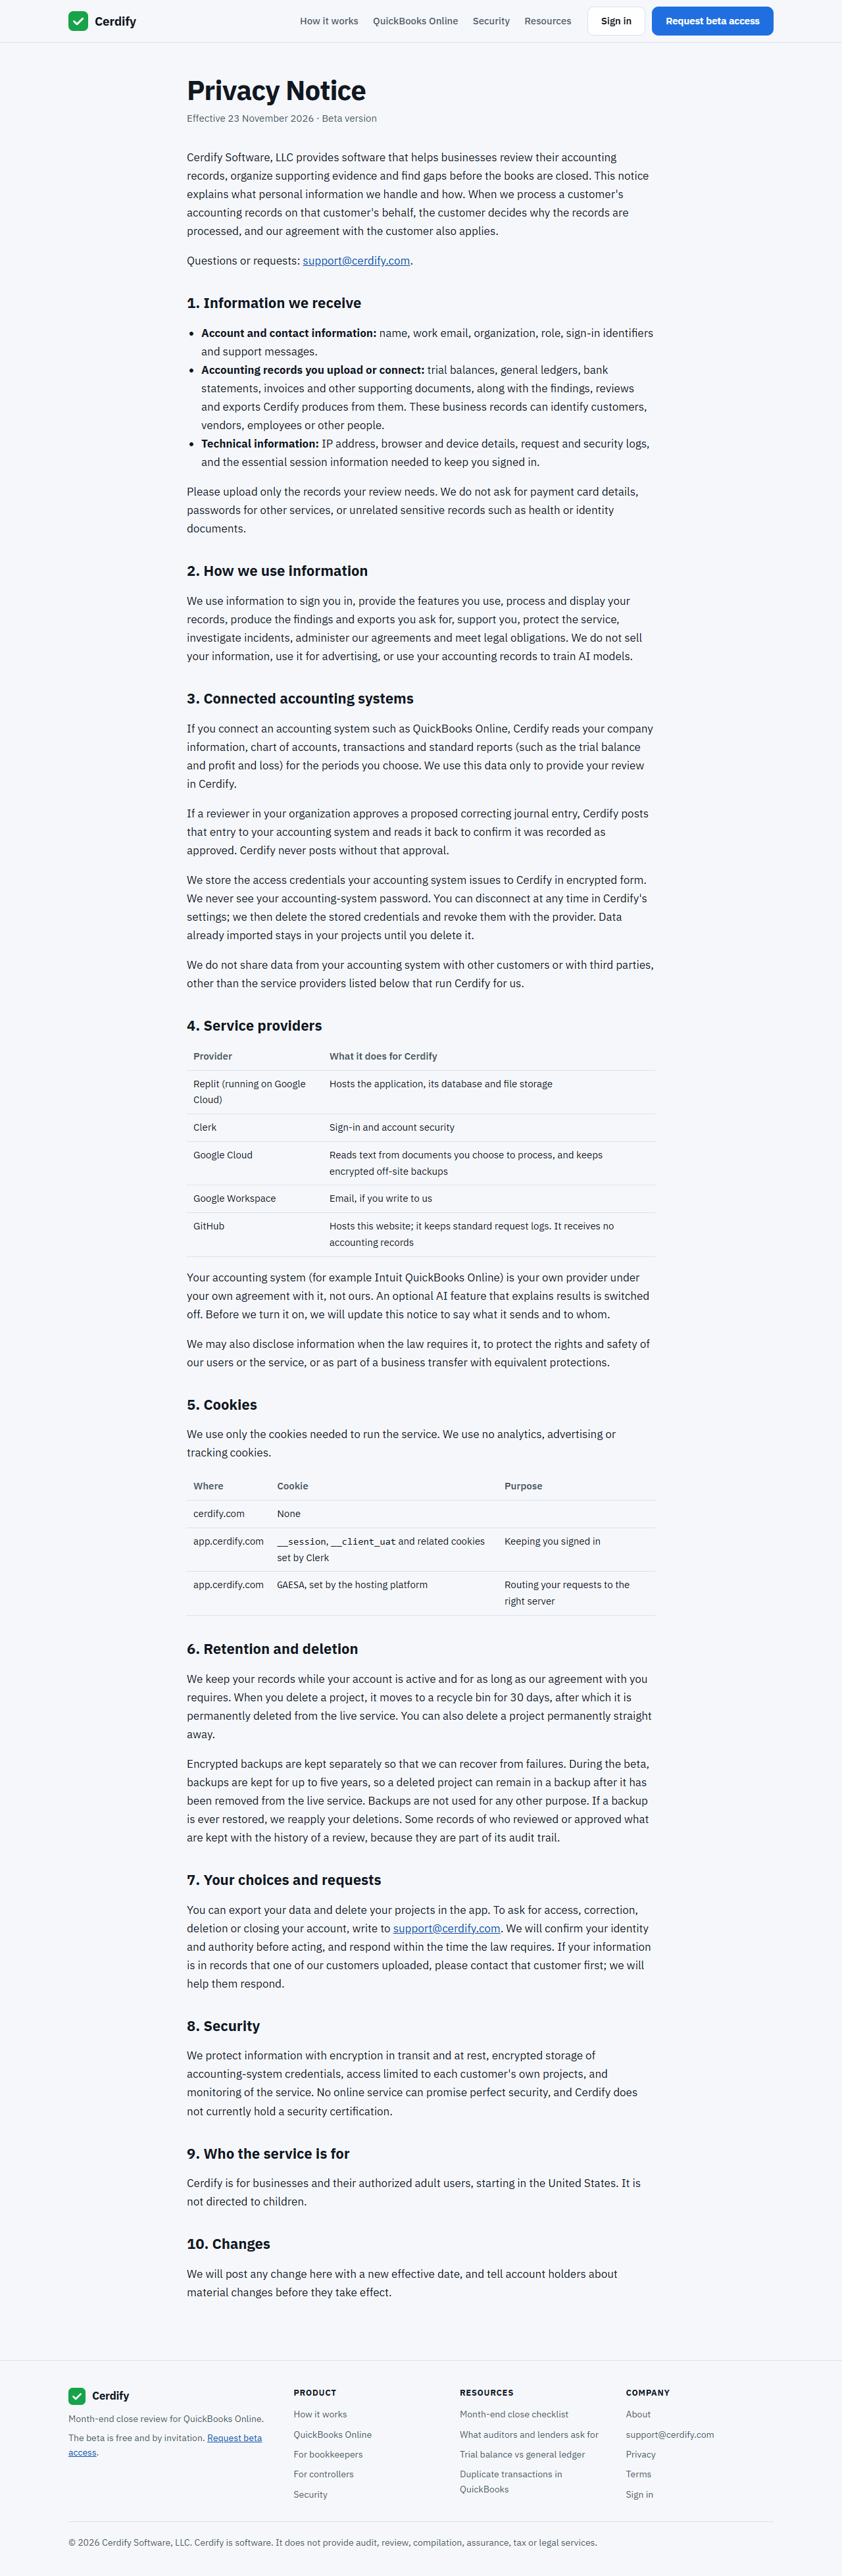 Cerdify
How it works
QuickBooks Online
Security
Resources
Sign in
Request beta access
Privacy Notice
Effective 23 November 2026 · Beta version
Cerdify Software, LLC provides software that helps businesses review their accounting
records, organize supporting evidence and find gaps before the books are closed. This notice
explains what personal information we handle and how. When we process a customer's
accounting records on that customer's behalf, the customer decides why the records are
processed, and our agreement with the customer also applies.
Questions or requests: support@cerdify.com.
1. Information we receive
• Account and contact information: name, work email, organization, role, sign-in identifiers
and support messages.
• Accounting records you upload or connect: trial balances, general ledgers, bank
statements, invoices and other supporting documents, along with the findings, reviews
and exports Cerdify produces from them. These business records can identify customers,
vendors, employees or other people.
• Technical information: IP address, browser and device details, request and security logs,
and the essential session information needed to keep you signed in.
Please upload only the records your review needs. We do not ask for payment card details,
passwords for other services, or unrelated sensitive records such as health or identity
documents.
2. How we use information
We use information to sign you in, provide the features you use, process and display your
records, produce the findings and exports you ask for, support you, protect the service,
investigate incidents, administer our agreements and meet legal obligations. We do not sell
your information, use it for advertising, or use your accounting records to train AI models.
3. Connected accounting systems
If you connect an accounting system such as QuickBooks Online, Cerdify reads your company
information, chart of accounts, transactions and standard reports (such as the trial balance
and profit and loss) for the periods you choose. We use this data only to provide your review
in Cerdify.
If a reviewer in your organization approves a proposed correcting journal entry, Cerdify posts
that entry to your accounting system and reads it back to confirm it was recorded as
approved. Cerdify never posts without that approval.
We store the access credentials your accounting system issues to Cerdify in encrypted form.
We never see your accounting-system password. You can disconnect at any time in Cerdify's
settings; we then delete the stored credentials and revoke them with the provider. Data
already imported stays in your projects until you delete it.
We do not share data from your accounting system with other customers or with third parties,
other than the service providers listed below that run Cerdify for us.
4. Service providers
Provider
What it does for Cerdify
Replit (running on Google
Cloud)
Hosts the application, its database and file storage
Clerk
Sign-in and account security
Google Cloud
Reads text from documents you choose to process, and keeps
encrypted off-site backups
Google Workspace
Email, if you write to us
GitHub
Hosts this website; it keeps standard request logs. It receives no
accounting records
Your accounting system (for example Intuit QuickBooks Online) is your own provider under
your own agreement with it, not ours. An optional AI feature that explains results is switched
off. Before we turn it on, we will update this notice to say what it sends and to whom.
We may also disclose information when the law requires it, to protect the rights and safety of
our users or the service, or as part of a business transfer with equivalent protections.
5. Cookies
We use only the cookies needed to run the service. We use no analytics, advertising or
tracking cookies.
Where
Cookie
Purpose
cerdify.com
None
app.cerdify.com
__session, __client_uat and related cookies
set by Clerk
Keeping you signed in
app.cerdify.com
GAESA, set by the hosting platform
Routing your requests to the
right server
6. Retention and deletion
We keep your records while your account is active and for as long as our agreement with you
requires. When you delete a project, it moves to a recycle bin for 30 days, after which it is
permanently deleted from the live service. You can also delete a project permanently straight
away.
Encrypted backups are kept separately so that we can recover from failures. During the beta,
backups are kept for up to five years, so a deleted project can remain in a backup after it has
been removed from the live service. Backups are not used for any other purpose. If a backup
is ever restored, we reapply your deletions. Some records of who reviewed or approved what
are kept with the history of a review, because they are part of its audit trail.
7. Your choices and requests
You can export your data and delete your projects in the app. To ask for access, correction,
deletion or closing your account, write to support@cerdify.com. We will confirm your identity
and authority before acting, and respond within the time the law requires. If your information
is in records that one of our customers uploaded, please contact that customer first; we will
help them respond.
8. Security
We protect information with encryption in transit and at rest, encrypted storage of
accounting-system credentials, access limited to each customer's own projects, and
monitoring of the service. No online service can promise perfect security, and Cerdify does
not currently hold a security certification.
9. Who the service is for
Cerdify is for businesses and their authorized adult users, starting in the United States. It is
not directed to children.
10. Changes
We will post any change here with a new effective date, and tell account holders about
material changes before they take effect.
Cerdify
Month-end close review for QuickBooks Online.
The beta is free and by invitation. Request beta
access.
PRODUCT
How it works
QuickBooks Online
For bookkeepers
For controllers
Security
RESOURCES
Month-end close checklist
What auditors and lenders ask for
Trial balance vs general ledger
Duplicate transactions in
QuickBooks
COMPANY
About
support@cerdify.com
Privacy
Terms
Sign in
© 2026 Cerdify Software, LLC. Cerdify is software. It does not provide audit, review, compilation, assurance, tax or legal services.